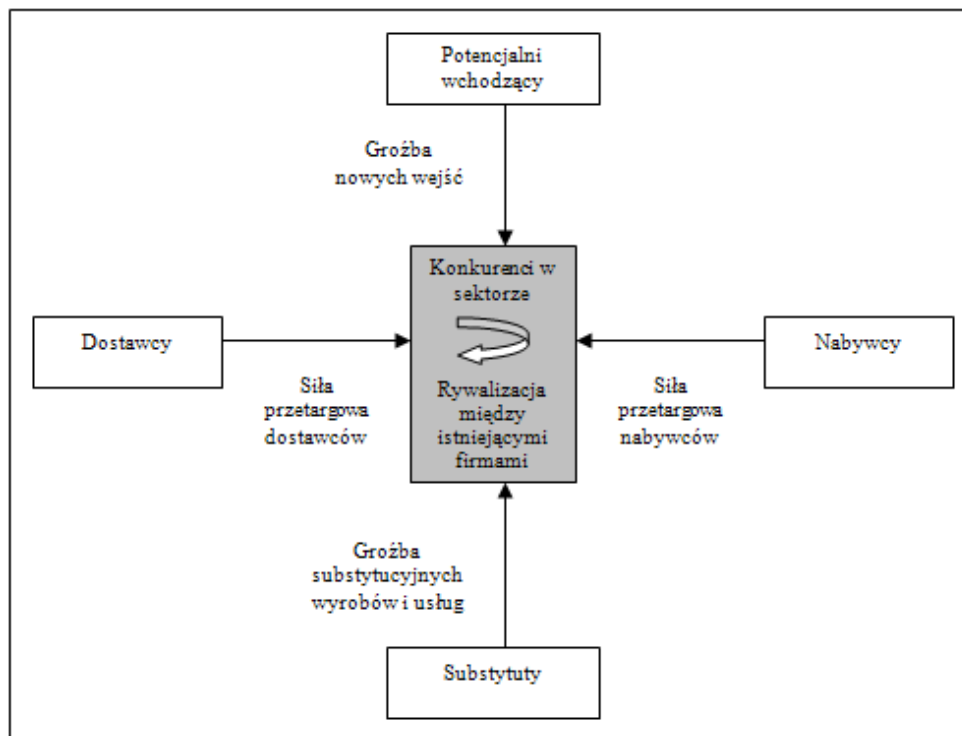 Potencjalni
wchodzący
Groźba
nowych wejść
Konkurenci w
sektorze
Dostawcy
Nabywcy
Siła
przetargowa
dostawców
Rywalizacja
między
istniejącymi
firmami
Siła
przetargowa
nabywców
Groźba
substytucyjnych
wyrobów i usług
Substytuty